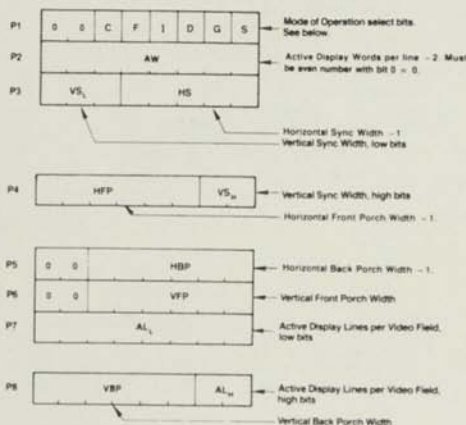 P1 0 0 C F I D G S Mode of Operation select bits.
See below.
P2 AW Active Display Words per line - 2. Must
be even number with bit 0 = 0.
P3 VS_L HS
Horizontal Sync Width - 1
Vertical Sync Width, low bits
P4 HFP VS_H Vertical Sync Width, high bits
Horizontal Front Porch Width - 1.
P5 0 0 HBP Horizontal Back Porch Width - 1.
P6 0 0 VFP Vertical Front Porch Width
P7 AL_L Active Display Lines per Video Field,
low bits
P8 VBP AL_H Active Display Lines per Video Field,
high bits
Vertical Back Porch Width